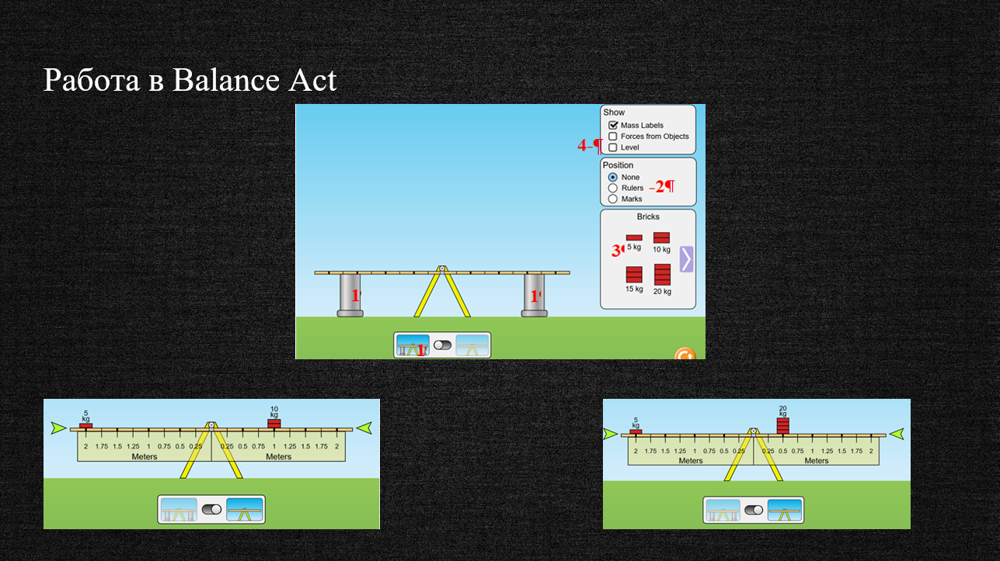 Работа в Balance Act
Show
Mass Labels
Forces from Objects
Level
4-¶
Position
None
Rulers -2¶
Marks
Bricks
3 5 kg 10 kg
15 kg 20 kg
1 1
1
5
kg
10
kg
2 1.75 1.5 1.25 1 0.75 0.5 0.25 0.25 0.5 0.75 1 1.25 1.5 1.75 2
Meters Meters
5
kg
20
kg
2 1.75 1.5 1.25 1 0.75 0.5 0.25 0.25 0.5 0.75 1 1.25 1.5 1.75 2
Meters Meters